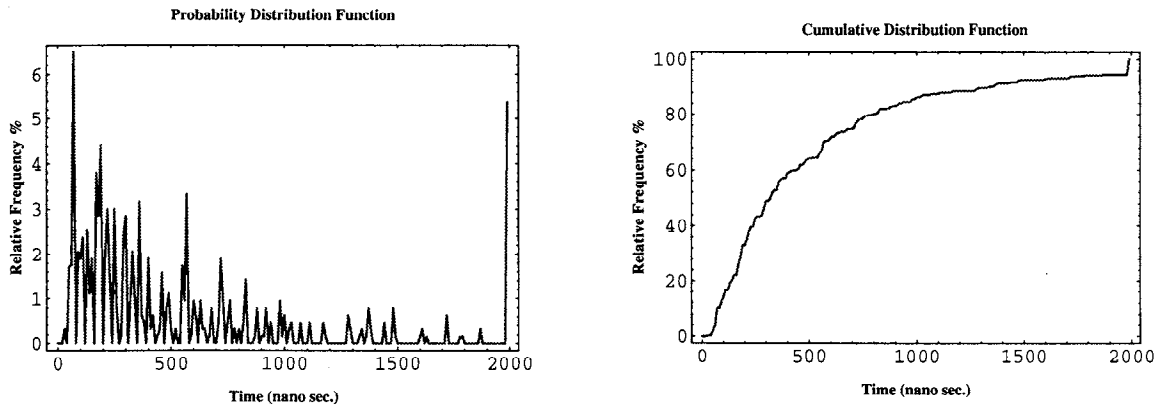 Probability Distribution Function
Relative Frequency %
6
5
4
3
2
1
0
0 500 1000 1500 2000
Time (nano sec.)
Cumulative Distribution Function
Relative Frequency %
100
80
60
40
20
0
0 500 1000 1500 2000
Time (nano sec.)